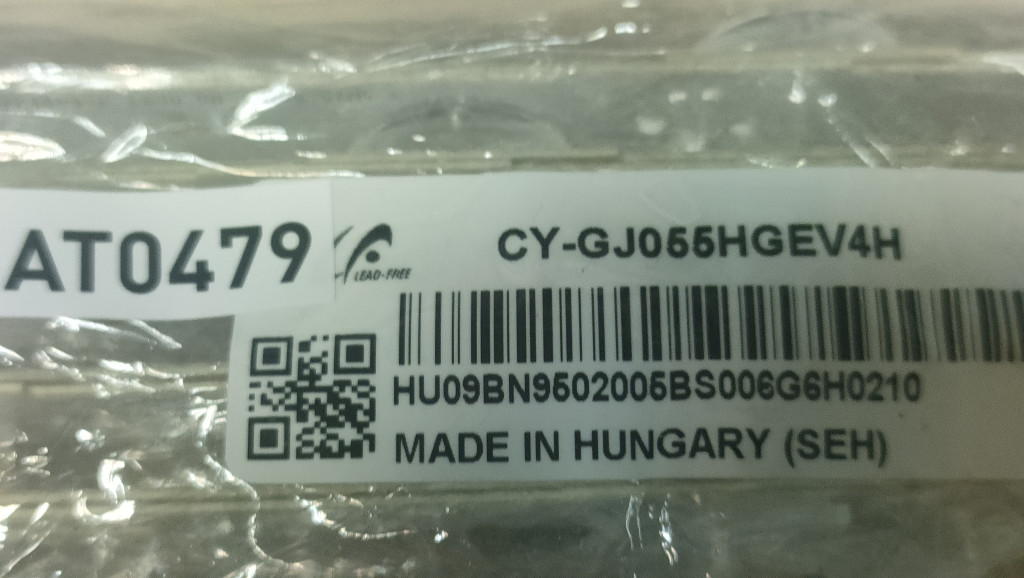 AT0479
LEAD-FREE
CY-GJ055HGEV4H
HU09BN9502005BS006G6H0210
MADE IN HUNGARY (SEH)